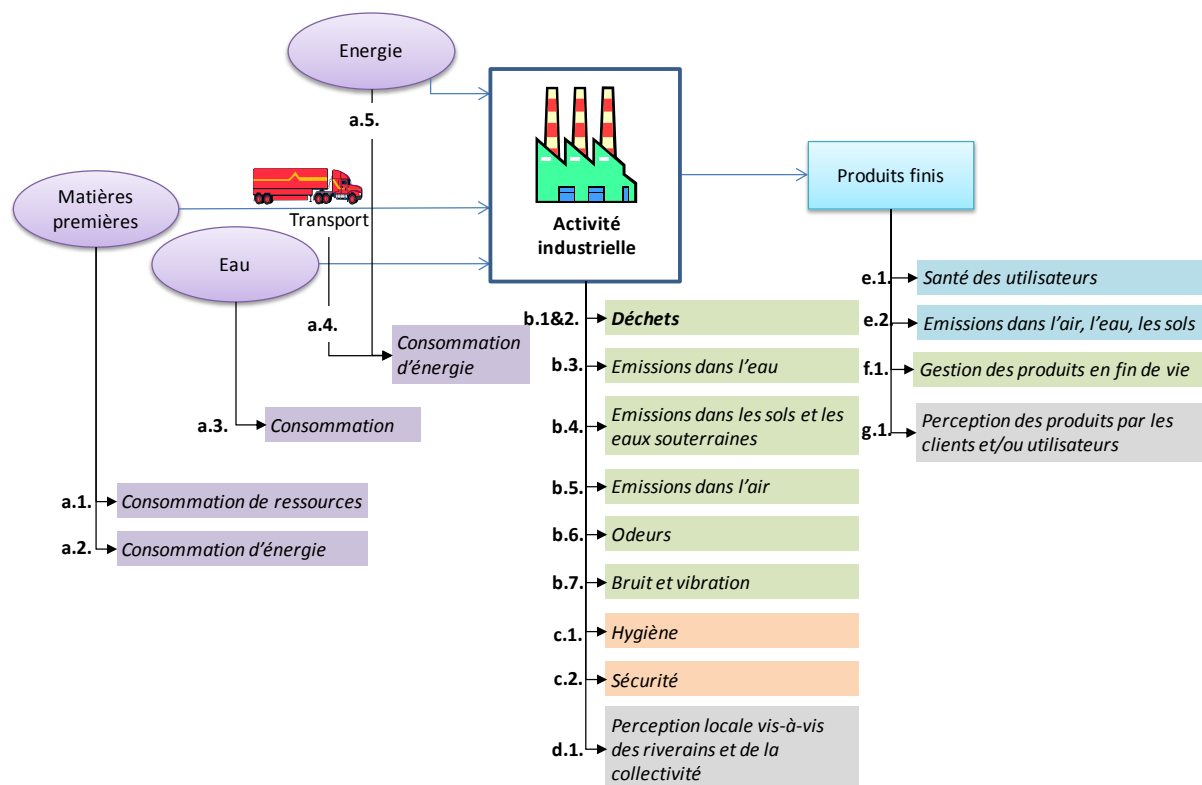 Energie
a.5.
Matières
premières
Transport
Eau
Activité
industrielle
Produits finis
a.4.
Consommation
d’énergie
a.3.
Consommation
a.1.
Consommation de ressources
a.2.
Consommation d’énergie
b.1&2.
Déchets
b.3.
Emissions dans l’eau
b.4.
Emissions dans les sols et les
eaux souterraines
b.5.
Emissions dans l’air
b.6.
Odeurs
b.7.
Bruit et vibration
c.1.
Hygiène
c.2.
Sécurité
d.1.
Perception locale vis-à-vis
des riverains et de la
collectivité
e.1.
Santé des utilisateurs
e.2
Emissions dans l’air, l’eau, les sols
f.1.
Gestion des produits en fin de vie
g.1.
Perception des produits par les
clients et/ou utilisateurs